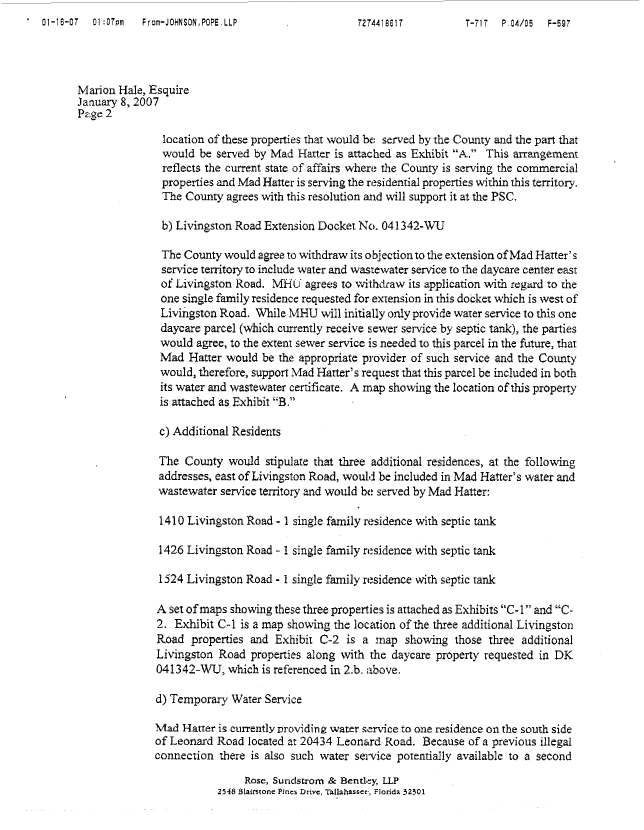 01-16-07 01:07pm From-JOHNSON,POPE.LLP 7274418617 T-717 P.04/05 F-597
Marion Hale, Esquire
January 8, 2007
Page 2
location of these properties that would be served by the County and the part that
would be served by Mad Hatter is attached as Exhibit “A.” This arrangement
reflects the current state of affairs where the County is serving the commercial
properties and Mad Hatter is serving the residential properties within this territory.
The County agrees with this resolution and will support it at the PSC.
b) Livingston Road Extension Docket No. 041342-WU
The County would agree to withdraw its objection to the extension of Mad Hatter’s
service territory to include water and wastewater service to the daycare center east
of Livingston Road. MHU agrees to withdraw its application with regard to the
one single family residence requested for extension in this docket which is west of
Livingston Road. While MHU will initially only provide water service to this one
daycare parcel (which currently receive sewer service by septic tank), the parties
would agree, to the extent sewer service is needed to this parcel in the future, that
Mad Hatter would be the appropriate provider of such service and the County
would, therefore, support Mad Hatter’s request that this parcel be included in both
its water and wastewater certificate. A map showing the location of this property
is attached as Exhibit “B.”
c) Additional Residents
The County would stipulate that three additional residences, at the following
addresses, east of Livingston Road, would be included in Mad Hatter’s water and
wastewater service territory and would be served by Mad Hatter:
1410 Livingston Road - 1 single family residence with septic tank
1426 Livingston Road - 1 single family residence with septic tank
1524 Livingston Road - 1 single family residence with septic tank
A set of maps showing these three properties is attached as Exhibits “C-1” and “C-
2. Exhibit C-1 is a map showing the location of the three additional Livingston
Road properties and Exhibit C-2 is a map showing those three additional
Livingston Road properties along with the daycare property requested in DK
041342-WU, which is referenced in 2.b. above.
d) Temporary Water Service
Mad Hatter is currently providing water service to one residence on the south side
of Leonard Road located at 20434 Leonard Road. Because of a previous illegal
connection there is also such water service potentially available to a second
Rose, Sundstrom & Bentley, LLP
2548 Blairstone Pines Drive, Tallahassee, Florida 32301